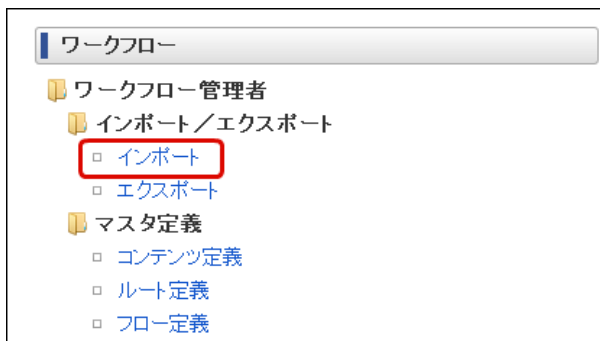 ワークフロー
ワークフロー管理者
インポート／エクスポート
インポート
エクスポート
マスタ定義
コンテンツ定義
ルート定義
フロー定義